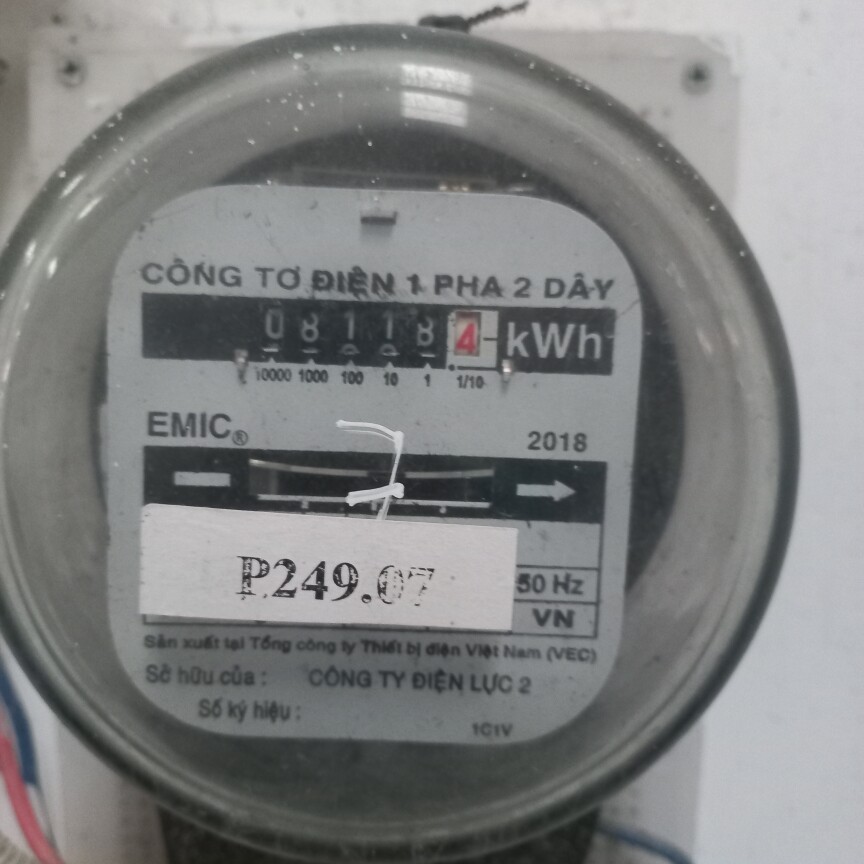 CÔNG TƠ ĐIỆN 1 PHA 2 DÂY
08118 4 kWh
10000 1000 100 10 1 1/10
EMIC® 2018
P249.07
50 Hz
VN
Sản xuất tại Tổng công ty Thiết bị điện Việt Nam (VEC)
Sở hữu của : CÔNG TY ĐIỆN LỰC 2
Số ký hiệu :
1C1V